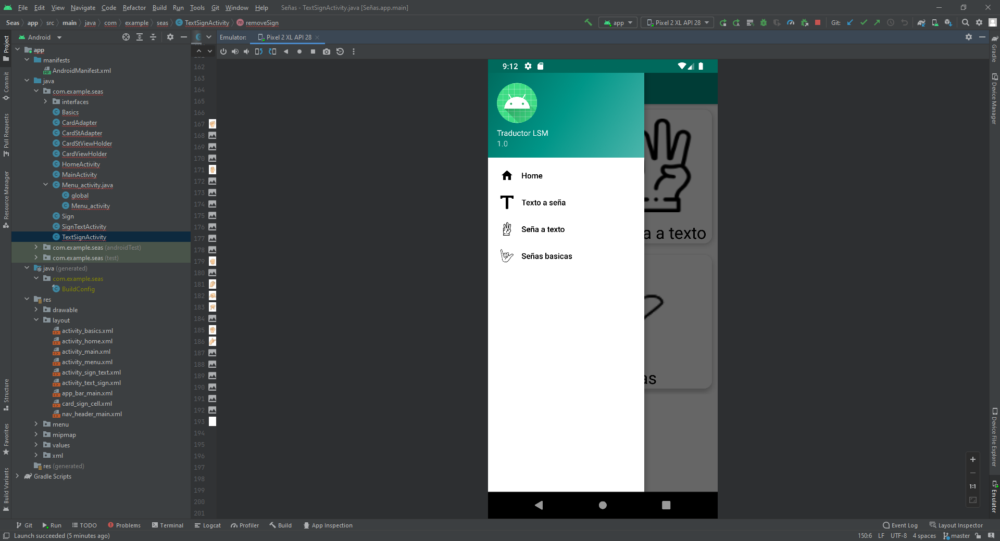 File Edit View Navigate Code Refactor Build Run Tools Git Window Help Señas - TextSignActivity.java [Señas.app.main]
Seas app src main java com example seas TextSignActivity removeSign app Pixel 2 XL API 28 Git:
Project
Commit
Pull Requests
Resource Manager
Structure
Favorites
Build Variants
Android
app
manifests
AndroidManifest.xml
java
com.example.seas
interfaces
Basics
CardAdapter
CardStAdapter
CardStViewHolder
CardViewHolder
HomeActivity
MainActivity
Menu_activity.java
global
Menu_activity
Sign
SignTextActivity
TextSignActivity
com.example.seas (androidTest)
com.example.seas (test)
java (generated)
com.example.seas
BuildConfig
res
drawable
layout
activity_basics.xml
activity_home.xml
activity_main.xml
activity_menu.xml
activity_sign_text.xml
activity_text_sign.xml
app_bar_main.xml
card_sign_cell.xml
nav_header_main.xml
menu
mipmap
values
xml
res (generated)
Gradle Scripts
162
163
164
165
166
167
168
169
170
171
172
173
174
175
176
177
178
179
180
181
182
183
184
185
186
187
188
189
190
191
192
193
194
195
196
197
198
199
200
201
Emulator: Pixel 2 XL API 28
9:12
Traductor LSM
1.0
Home
Texto a seña
Seña a texto
Señas basicas
a a texto
as
1:1
Gradle
Device Manager
Device File Explorer
Emulator
Git Run TODO Problems Terminal Logcat Profiler Build App Inspection Event Log Layout Inspector
Launch succeeded (5 minutes ago) 150:6 LF UTF-8 4 spaces master